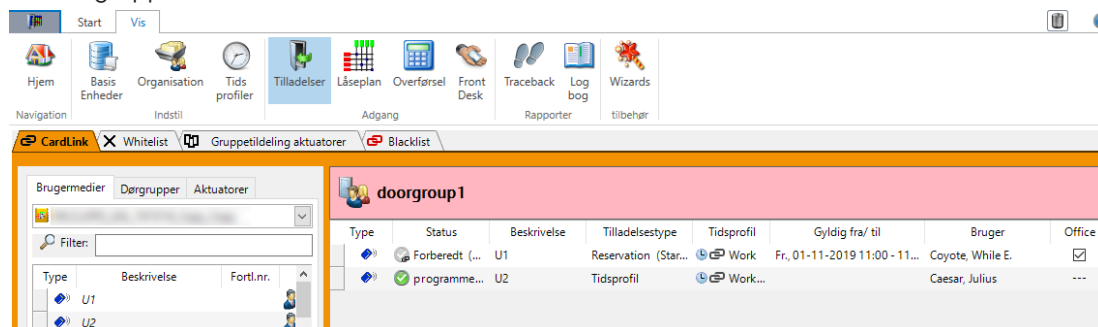 Start Vis
Hjem Basis Enheder Organisation Tids profiler Tilladelser Låseplan Overførsel Front Desk Traceback Log bog Wizards
Navigation Indstil Adgang Rapporter tilbehør
CardLink Whitelist Gruppetildeling aktuatorer Blacklist
Brugermedier Dørgrupper Aktuatorer
doorgroup1
Filter:
Type Status Beskrivelse Tilladelsestype Tidsprofil Gyldig fra/ til Bruger Office
Forberedt (... U1 Reservation (Star... Work Fr., 01-11-2019 11:00 - 11... Coyote, While E.
programme... U2 Tidsprofil Work... Caesar, Julius ---
Type Beskrivelse Fortl.nr.
U1
U2